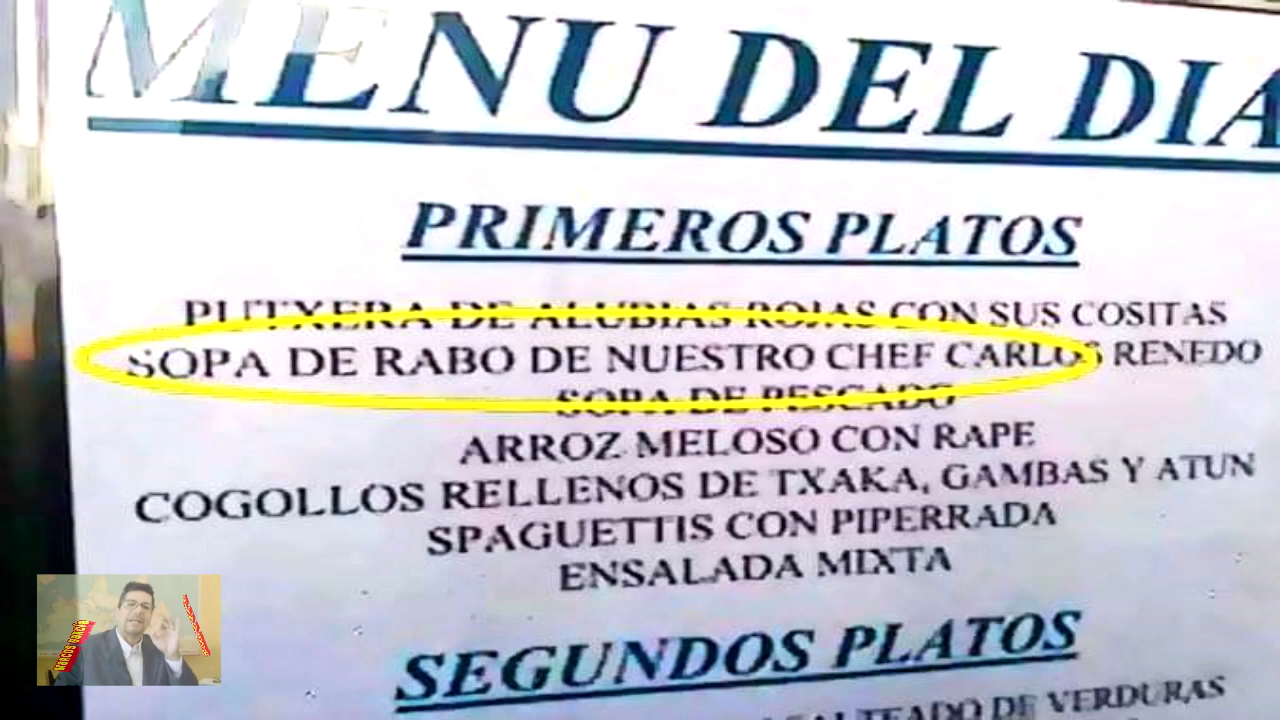 MENU DEL DIA
PRIMEROS PLATOS
PUTXERA DE ALUBIAS ROJAS CON SUS COSITAS
SOPA DE RABO DE NUESTRO CHEF CARLOS RENEDO
SOPA DE PESCADO
ARROZ MELOSO CON RAPE
COGOLLOS RELLENOS DE TXAKA, GAMBAS Y ATUN
SPAGUETTIS CON PIPERRADA
ENSALADA MIXTA
SEGUNDOS PLATOS
DE VERDURAS